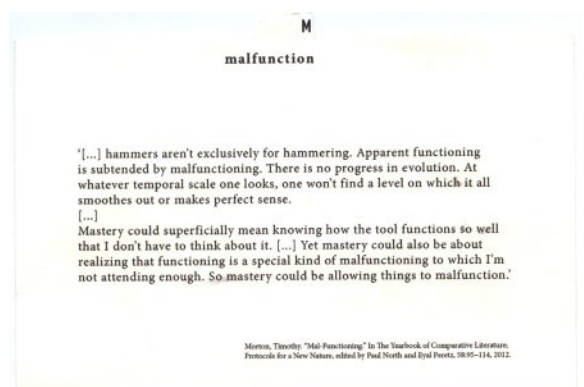 M
malfunction
‘[...] hammers aren’t exclusively for hammering. Apparent functioning
is subtended by malfunctioning. There is no progress in evolution. At
whatever temporal scale one looks, one won’t find a level on which it all
smoothes out or makes perfect sense.
[...]
Mastery could superficially mean knowing how the tool functions so well
that I don’t have to think about it. [...] Yet mastery could also be about
realizing that functioning is a special kind of malfunctioning to which I’m
not attending enough. So mastery could be allowing things to malfunction.’
Morton, Timothy. “Mal-Functioning.” In The Yearbook of Comparative Literature;
Protocols for a New Nature, edited by Paul North and Eyal Peretz, 58:95–114, 2012.